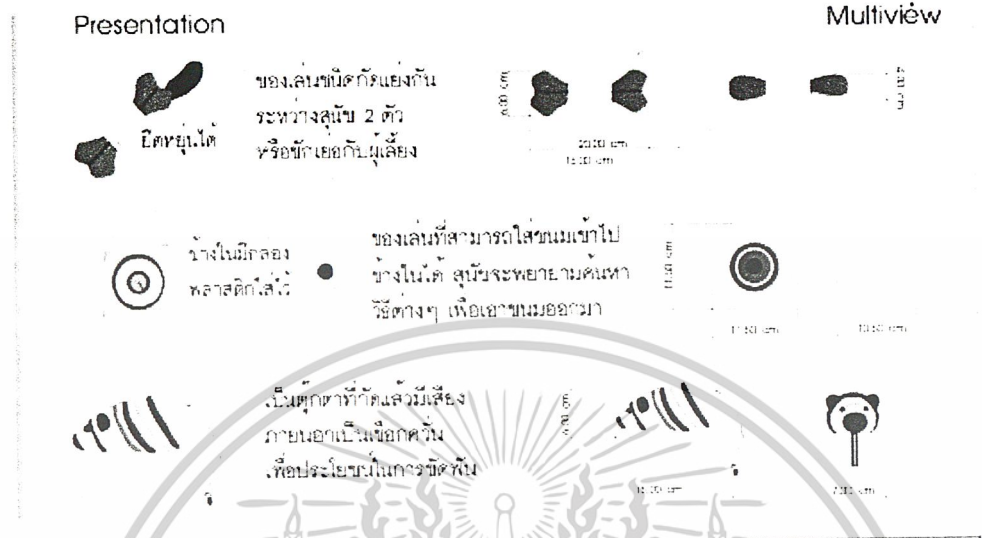 Presentation
Multiview
ของเล่นชนิดกัดแย่งกัน
ระหว่างสุนัข 2 ตัว
หรือชักเย่อกับผู้เลี้ยง
ยืดหยุ่นได้
20.00 cm
4.00 cm
ข้างในมีกล่อง
พลาสติกใส่ไว้
ของเล่นที่สามารถใส่ขนมเข้าไป
ข้างในได้ สุนัขจะพยายามค้นหา
วิธีต่างๆ เพื่อเอาขนมออกมา
เป็นตุ๊กตาที่กัดแล้วมีเสียง
ภายนอกเป็นเชือกควั่น
เพื่อประโยชน์ในการขัดฟัน